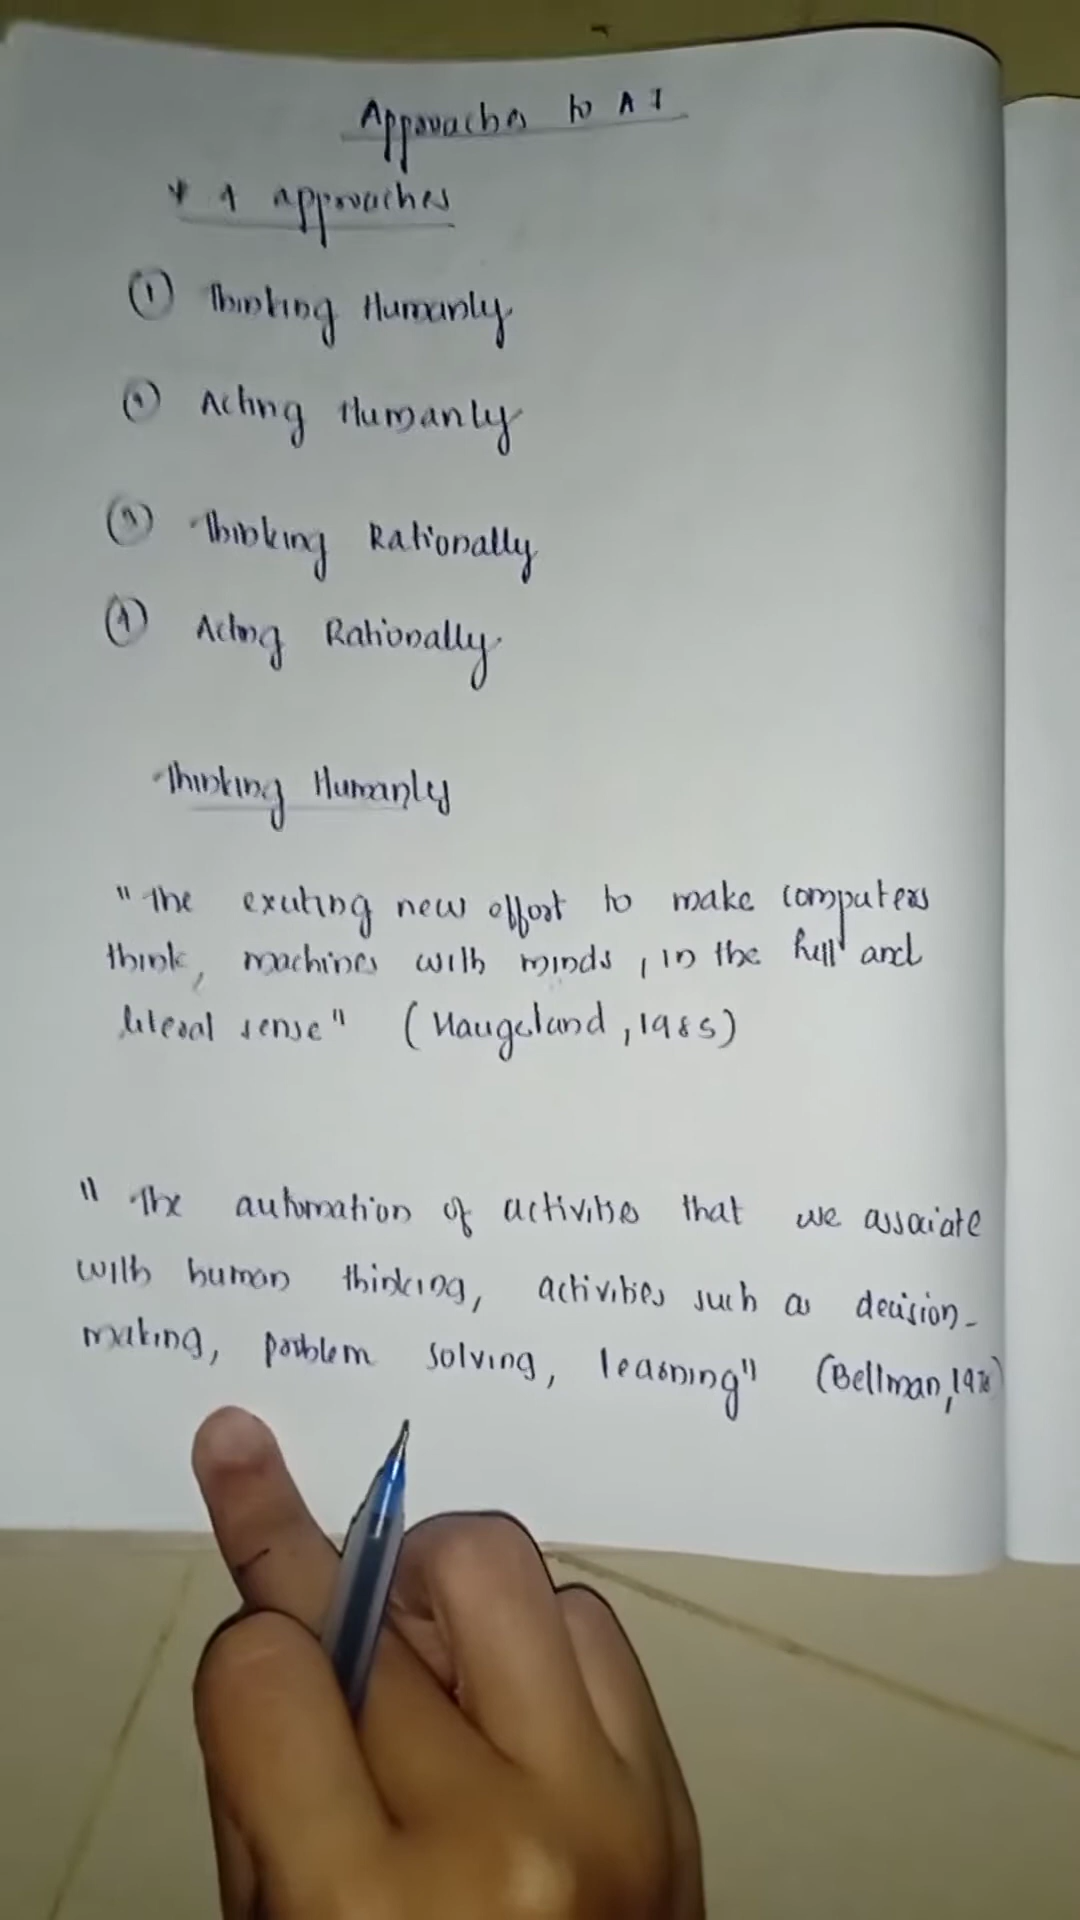 Approaches to AI
* 4 approaches
① Thinking Humanly
② Acting Humanly
③ Thinking Rationally
④ Acting Rationally
Thinking Humanly
"The exciting new effort to make computers
think, machines with minds, in the full and
literal sense" (Haugeland, 1985)
"The automation of activities that we associate
with human thinking, activities such as decision-
making, problem solving, learning" (Bellman, 1978)